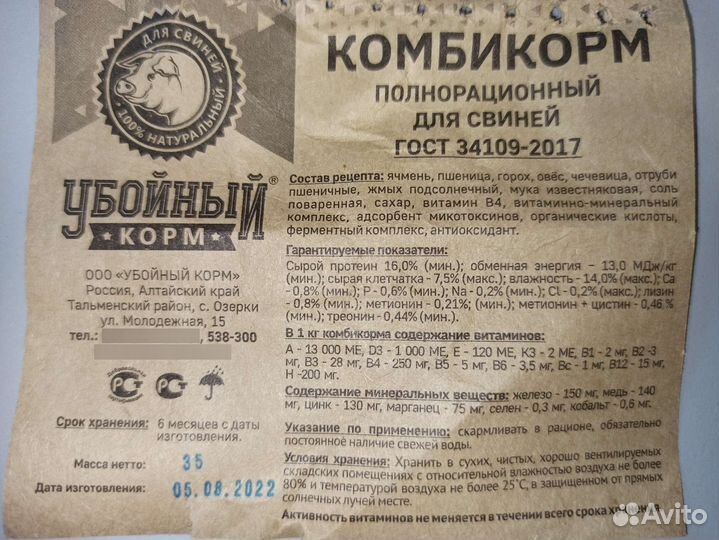 ДЛЯ СВИНЕЙ
100% НАТУРАЛЬНЫЙ
УБОЙНЫЙ®
★ КОРМ ★
ООО «УБОЙНЫЙ КОРМ»
Россия, Алтайский край
Тальменский район, с. Озерки
ул. Молодежная, 15
тел.: , 538-300
Добровольная сертификация
РСТ РСТ
Срок хранения: 6 месяцев с даты
изготовления.
Масса нетто: 35
Дата изготовления: 05.08.2022
КОМБИКОРМ
ПОЛНОРАЦИОННЫЙ
ДЛЯ СВИНЕЙ
ГОСТ 34109-2017
Состав рецепта: ячмень, пшеница, горох, овёс, чечевица, отруби
пшеничные, жмых подсолнечный, мука известняковая, соль
поваренная, сахар, витамин В4, витаминно-минеральный
комплекс, адсорбент микотоксинов, органические кислоты,
ферментный комплекс, антиоксидант.
Гарантируемые показатели:
Сырой протеин 16,0% (мин.); обменная энергия – 13,0 МДж/кг
(мин.); сырая клетчатка - 7,5% (макс.); влажность - 14,0% (макс.); Ca
- 0,8% (мин.); P - 0,6% (мин.); Na - 0,2% (мин.); Cl - 0,2% (макс.); лизин
- 0,8% (мин.); метионин - 0,21%; (мин.); метионин + цистин - 0,46 %
(мин.); треонин - 0,44% (мин.).
В 1 кг комбикорма содержание витаминов:
А - 13 000 МЕ, D3 - 1 000 МЕ, Е - 120 МЕ, К3 - 2 МЕ, В1 - 2 мг, В2 -3
мг, В3 - 28 мг, В4 - 250 мг, В5 - 5 мг, В6 - 3,5 мг, Вс - 1 мг, В12 - 15 мг,
Н -200 мг.
Содержание минеральных веществ: железо - 150 мг, медь - 140
мг, цинк - 130 мг, марганец - 75 мг, селен - 0,3 мг, кобальт - 0,6 мг.
Указание по применению: скармливать в рационе, обязательно
постоянное наличие свежей воды.
Условия хранения: Хранить в сухих, чистых, хорошо вентилируемых
складских помещениях с относительной влажностью воздуха не более
80% и температурой воздуха не более 25°С, в защищенном от прямых
солнечных лучей месте.
Активность витаминов не меняется в течении всего срока хранения.
Avito